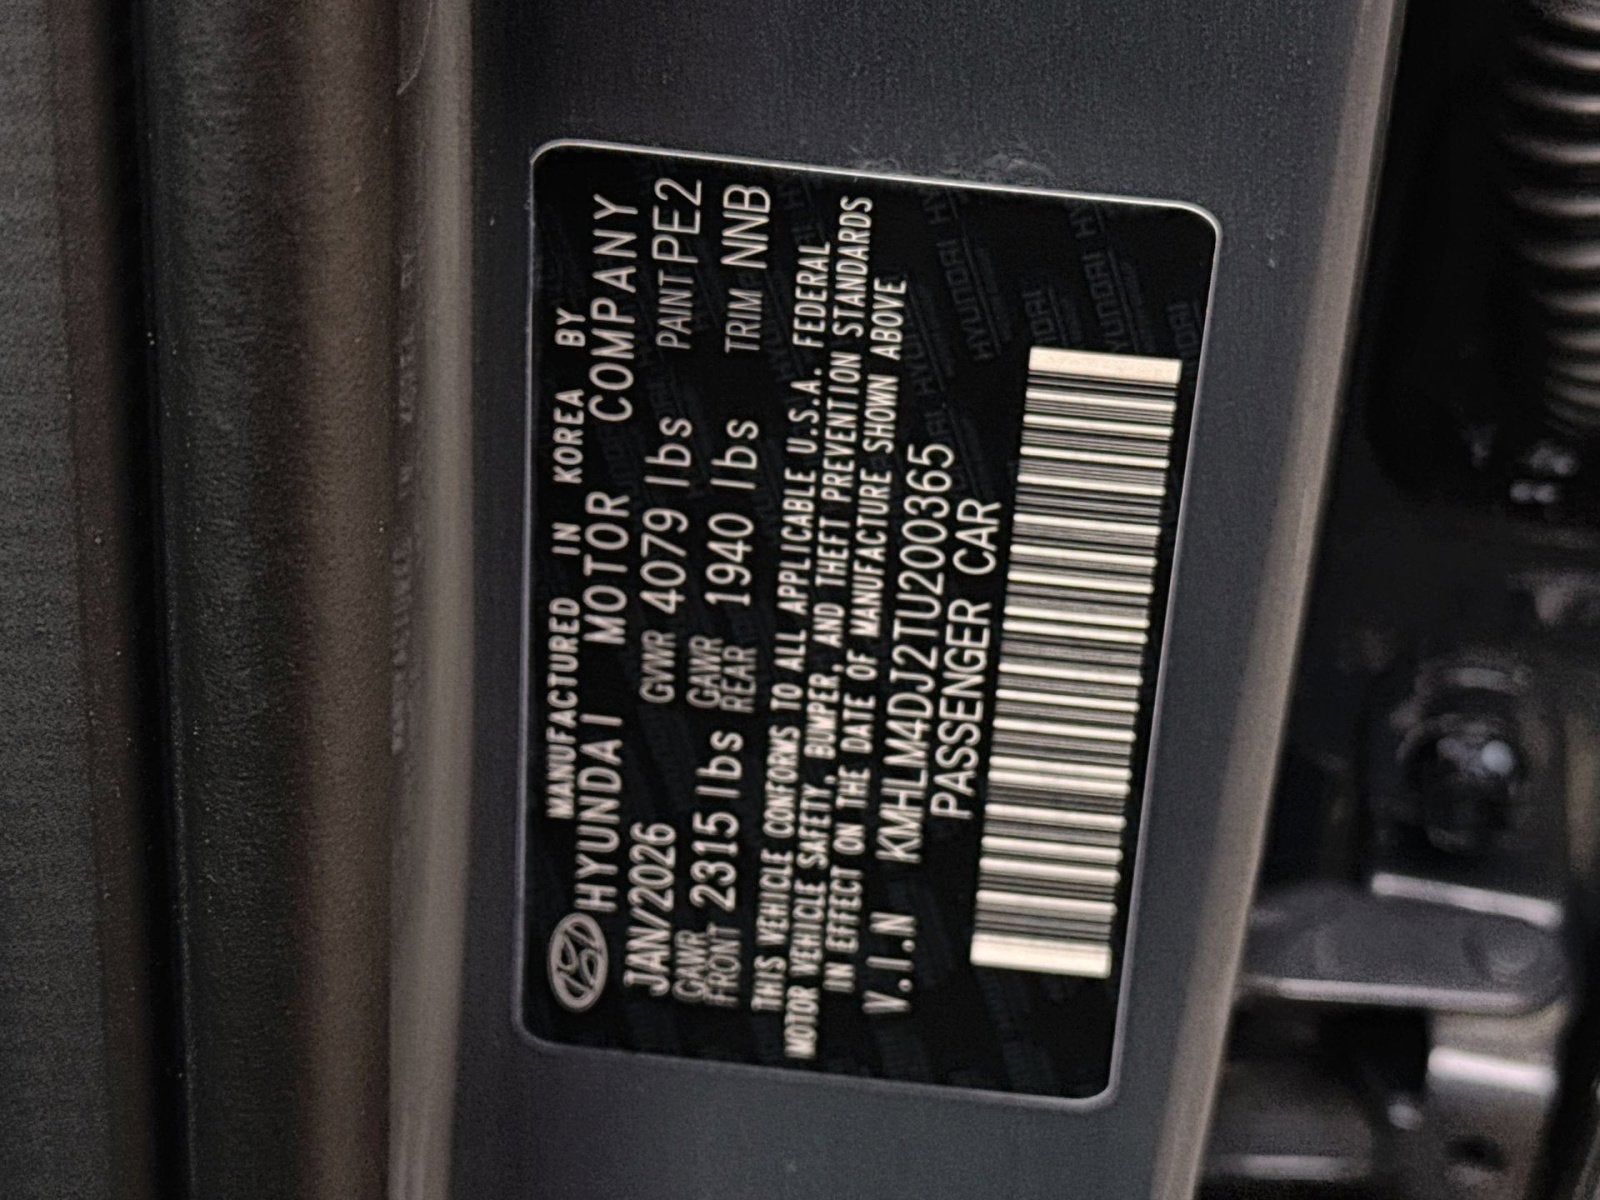 MANUFACTURED IN KOREA BY
HYUNDAI MOTOR COMPANY
JAN/2026 GVWR 4079 lbs PAINT PE2
GAWR FRONT 2315 lbs GAWR REAR 1940 lbs TRIM NNB
THIS VEHICLE CONFORMS TO ALL APPLICABLE U.S.A. FEDERAL
MOTOR VEHICLE SAFETY, BUMPER, AND THEFT PREVENTION STANDARDS
IN EFFECT ON THE DATE OF MANUFACTURE SHOWN ABOVE
V.I.N KMHLM4DJ2TU200365
PASSENGER CAR